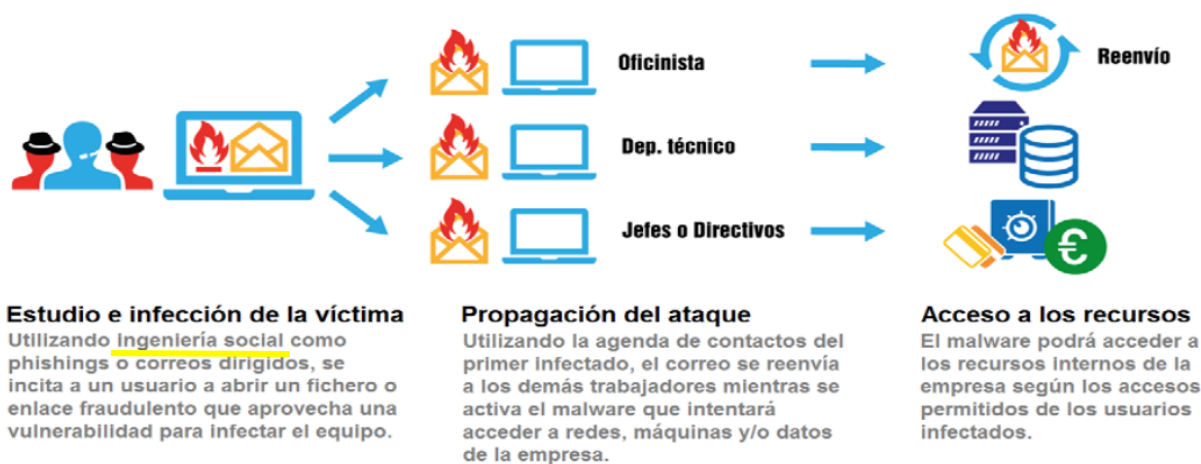 Oficinista
Reenvío
Dep. técnico
Jefes o Directivos
€
Estudio e infección de la víctima
Utilizando ingeniería social como
phishings o correos dirigidos, se
incita a un usuario a abrir un fichero o
enlace fraudulento que aprovecha una
vulnerabilidad para infectar el equipo.
Propagación del ataque
Utilizando la agenda de contactos del
primer infectado, el correo se reenvía
a los demás trabajadores mientras se
activa el malware que intentará
acceder a redes, máquinas y/o datos
de la empresa.
Acceso a los recursos
El malware podrá acceder a
los recursos internos de la
empresa según los accesos
permitidos de los usuarios
infectados.